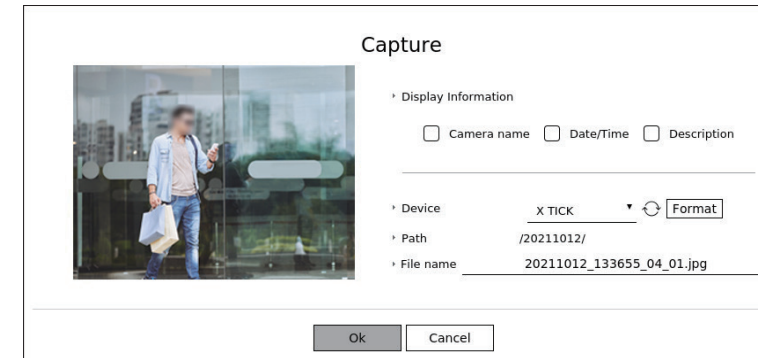 Capture
Display Information
Camera name Date/Time Description
Device X TICK Format
Path /20211012/
File name 20211012_133655_04_01.jpg
Ok Cancel